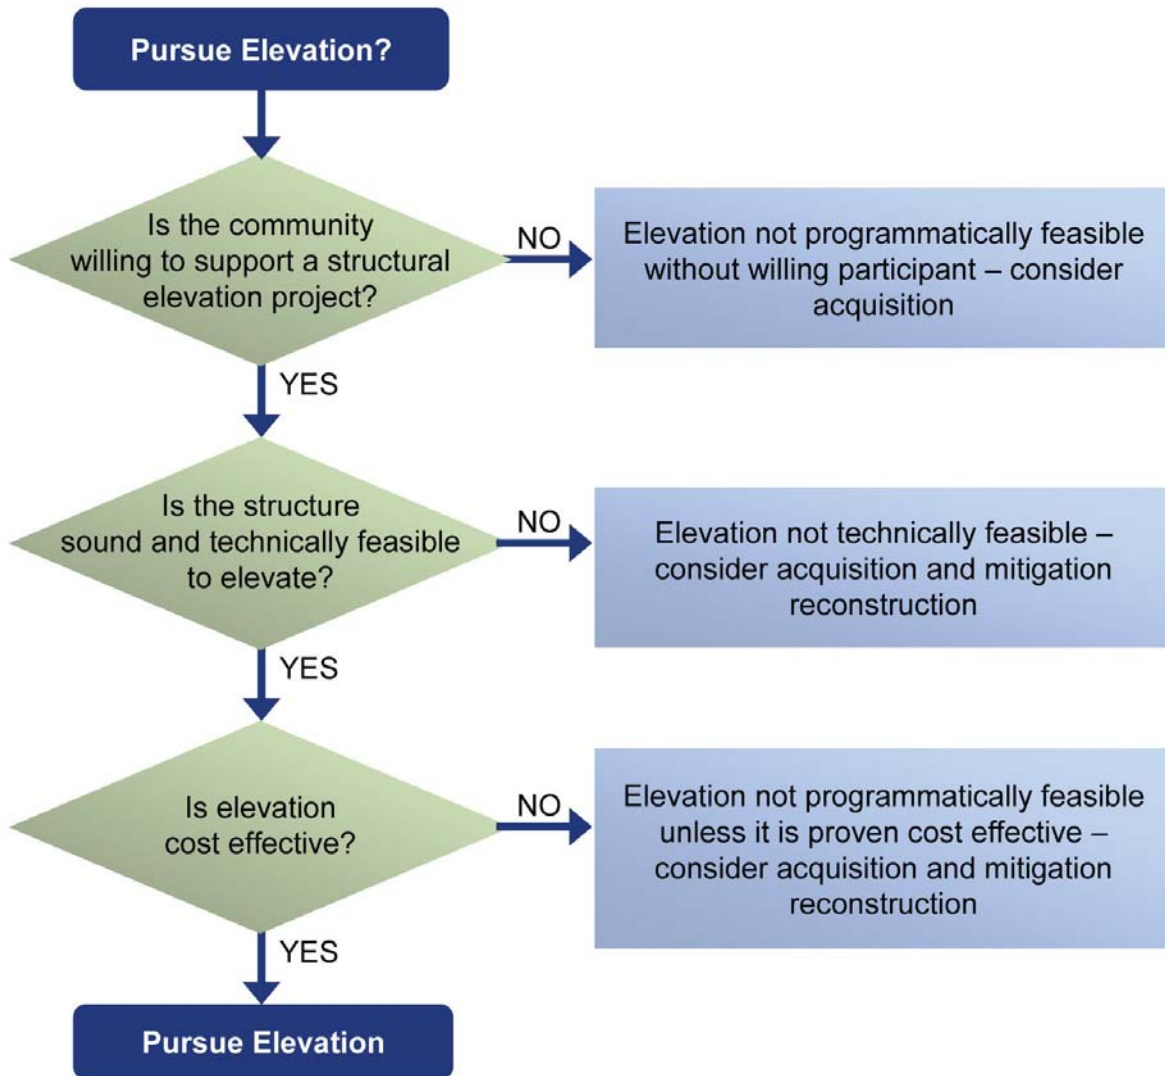 Pursue Elevation?
Is the community
willing to support a structural
elevation project?
NO
Elevation not programmatically feasible
without willing participant – consider
acquisition
YES
Is the structure
sound and technically feasible
to elevate?
NO
Elevation not technically feasible –
consider acquisition and mitigation
reconstruction
YES
Is elevation
cost effective?
NO
Elevation not programmatically feasible
unless it is proven cost effective –
consider acquisition and mitigation
reconstruction
YES
Pursue Elevation